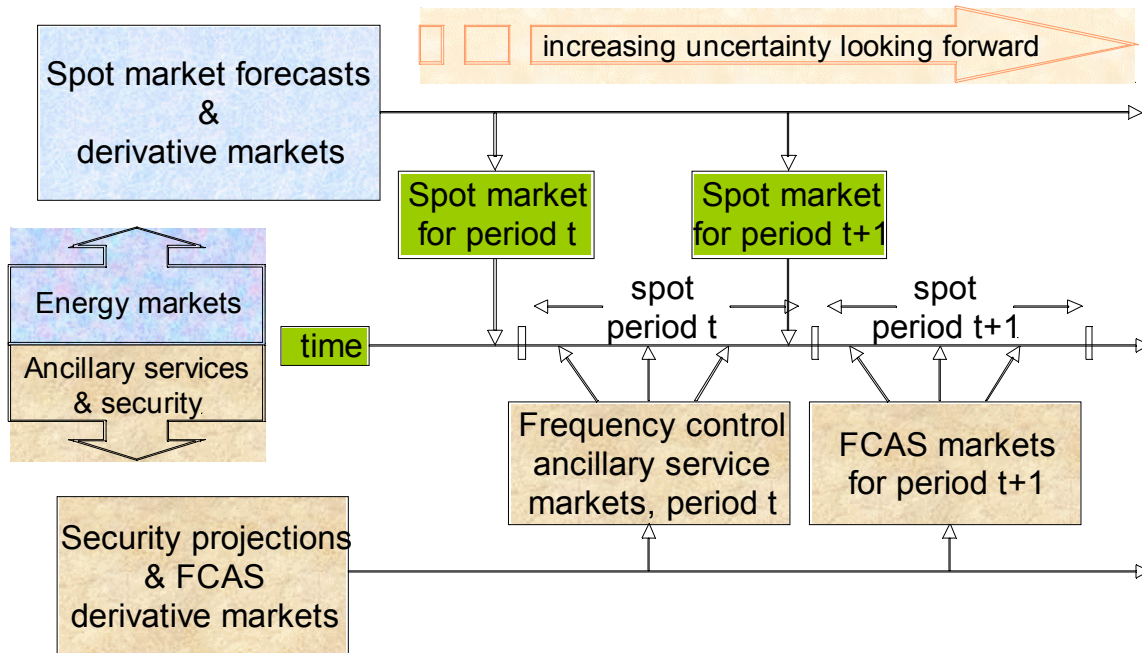 increasing uncertainty looking forward
Spot market forecasts
&
derivative markets
Spot market
for period t
Spot market
for period t+1
Energy markets
Ancillary services
& security
time
spot
period t
spot
period t+1
Frequency control
ancillary service
markets, period t
FCAS markets
for period t+1
Security projections
& FCAS
derivative markets